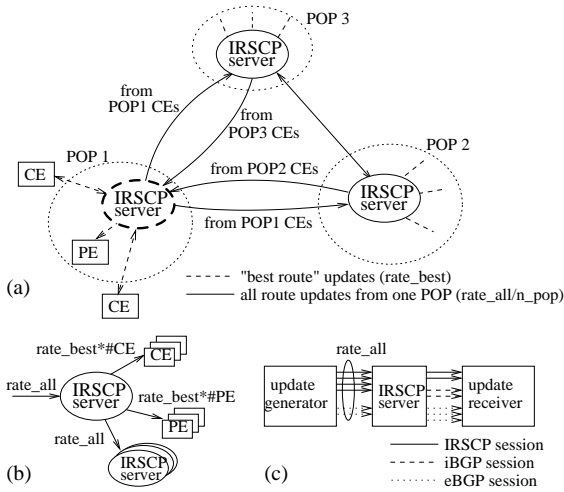 POP 3
IRSCP
server
from
POP1 CEs
from
POP3 CEs
POP 1
POP 2
CE
from POP2 CEs
IRSCP
server
IRSCP
server
from POP1 CEs
PE
CE
(a)
"best route" updates (rate_best)
all route updates from one POP (rate_all/n_pop)
rate_best*#CE
CE
rate_all
IRSCP
server
rate_best*#PE
PE
rate_all
IRSCP
server
(b)
rate_all
update
generator
IRSCP
server
update
receiver
(c)
IRSCP session
iBGP session
eBGP session